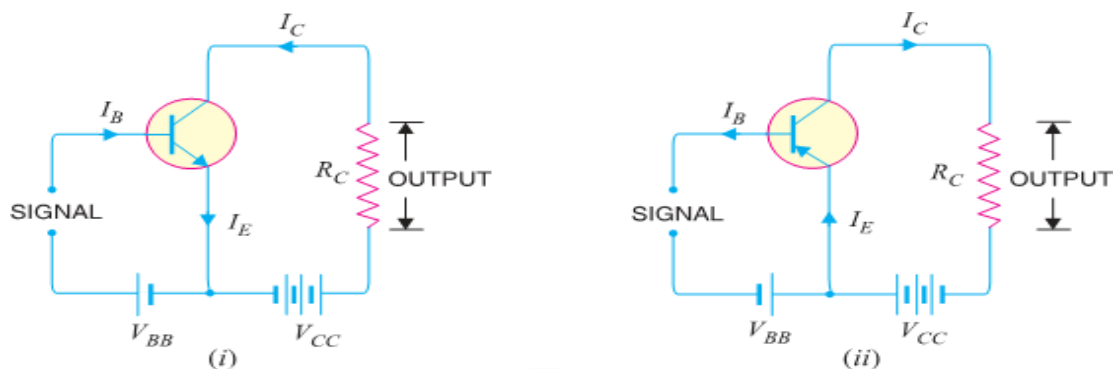 I_C
I_B
R_C
OUTPUT
SIGNAL
I_E
V_BB
V_CC
(i)
I_C
I_B
R_C
OUTPUT
SIGNAL
I_E
V_BB
V_CC
(ii)